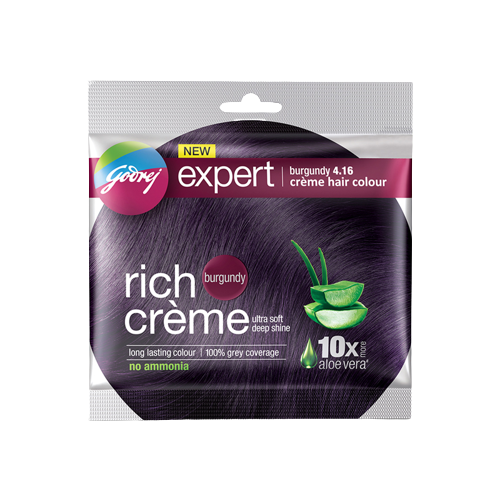 Godrej
NEW
expert
burgundy 4.16
crème hair colour
rich
burgundy
crème
ultra soft
deep shine
long lasting colour | 100% grey coverage
no ammonia
10x more
aloe vera*